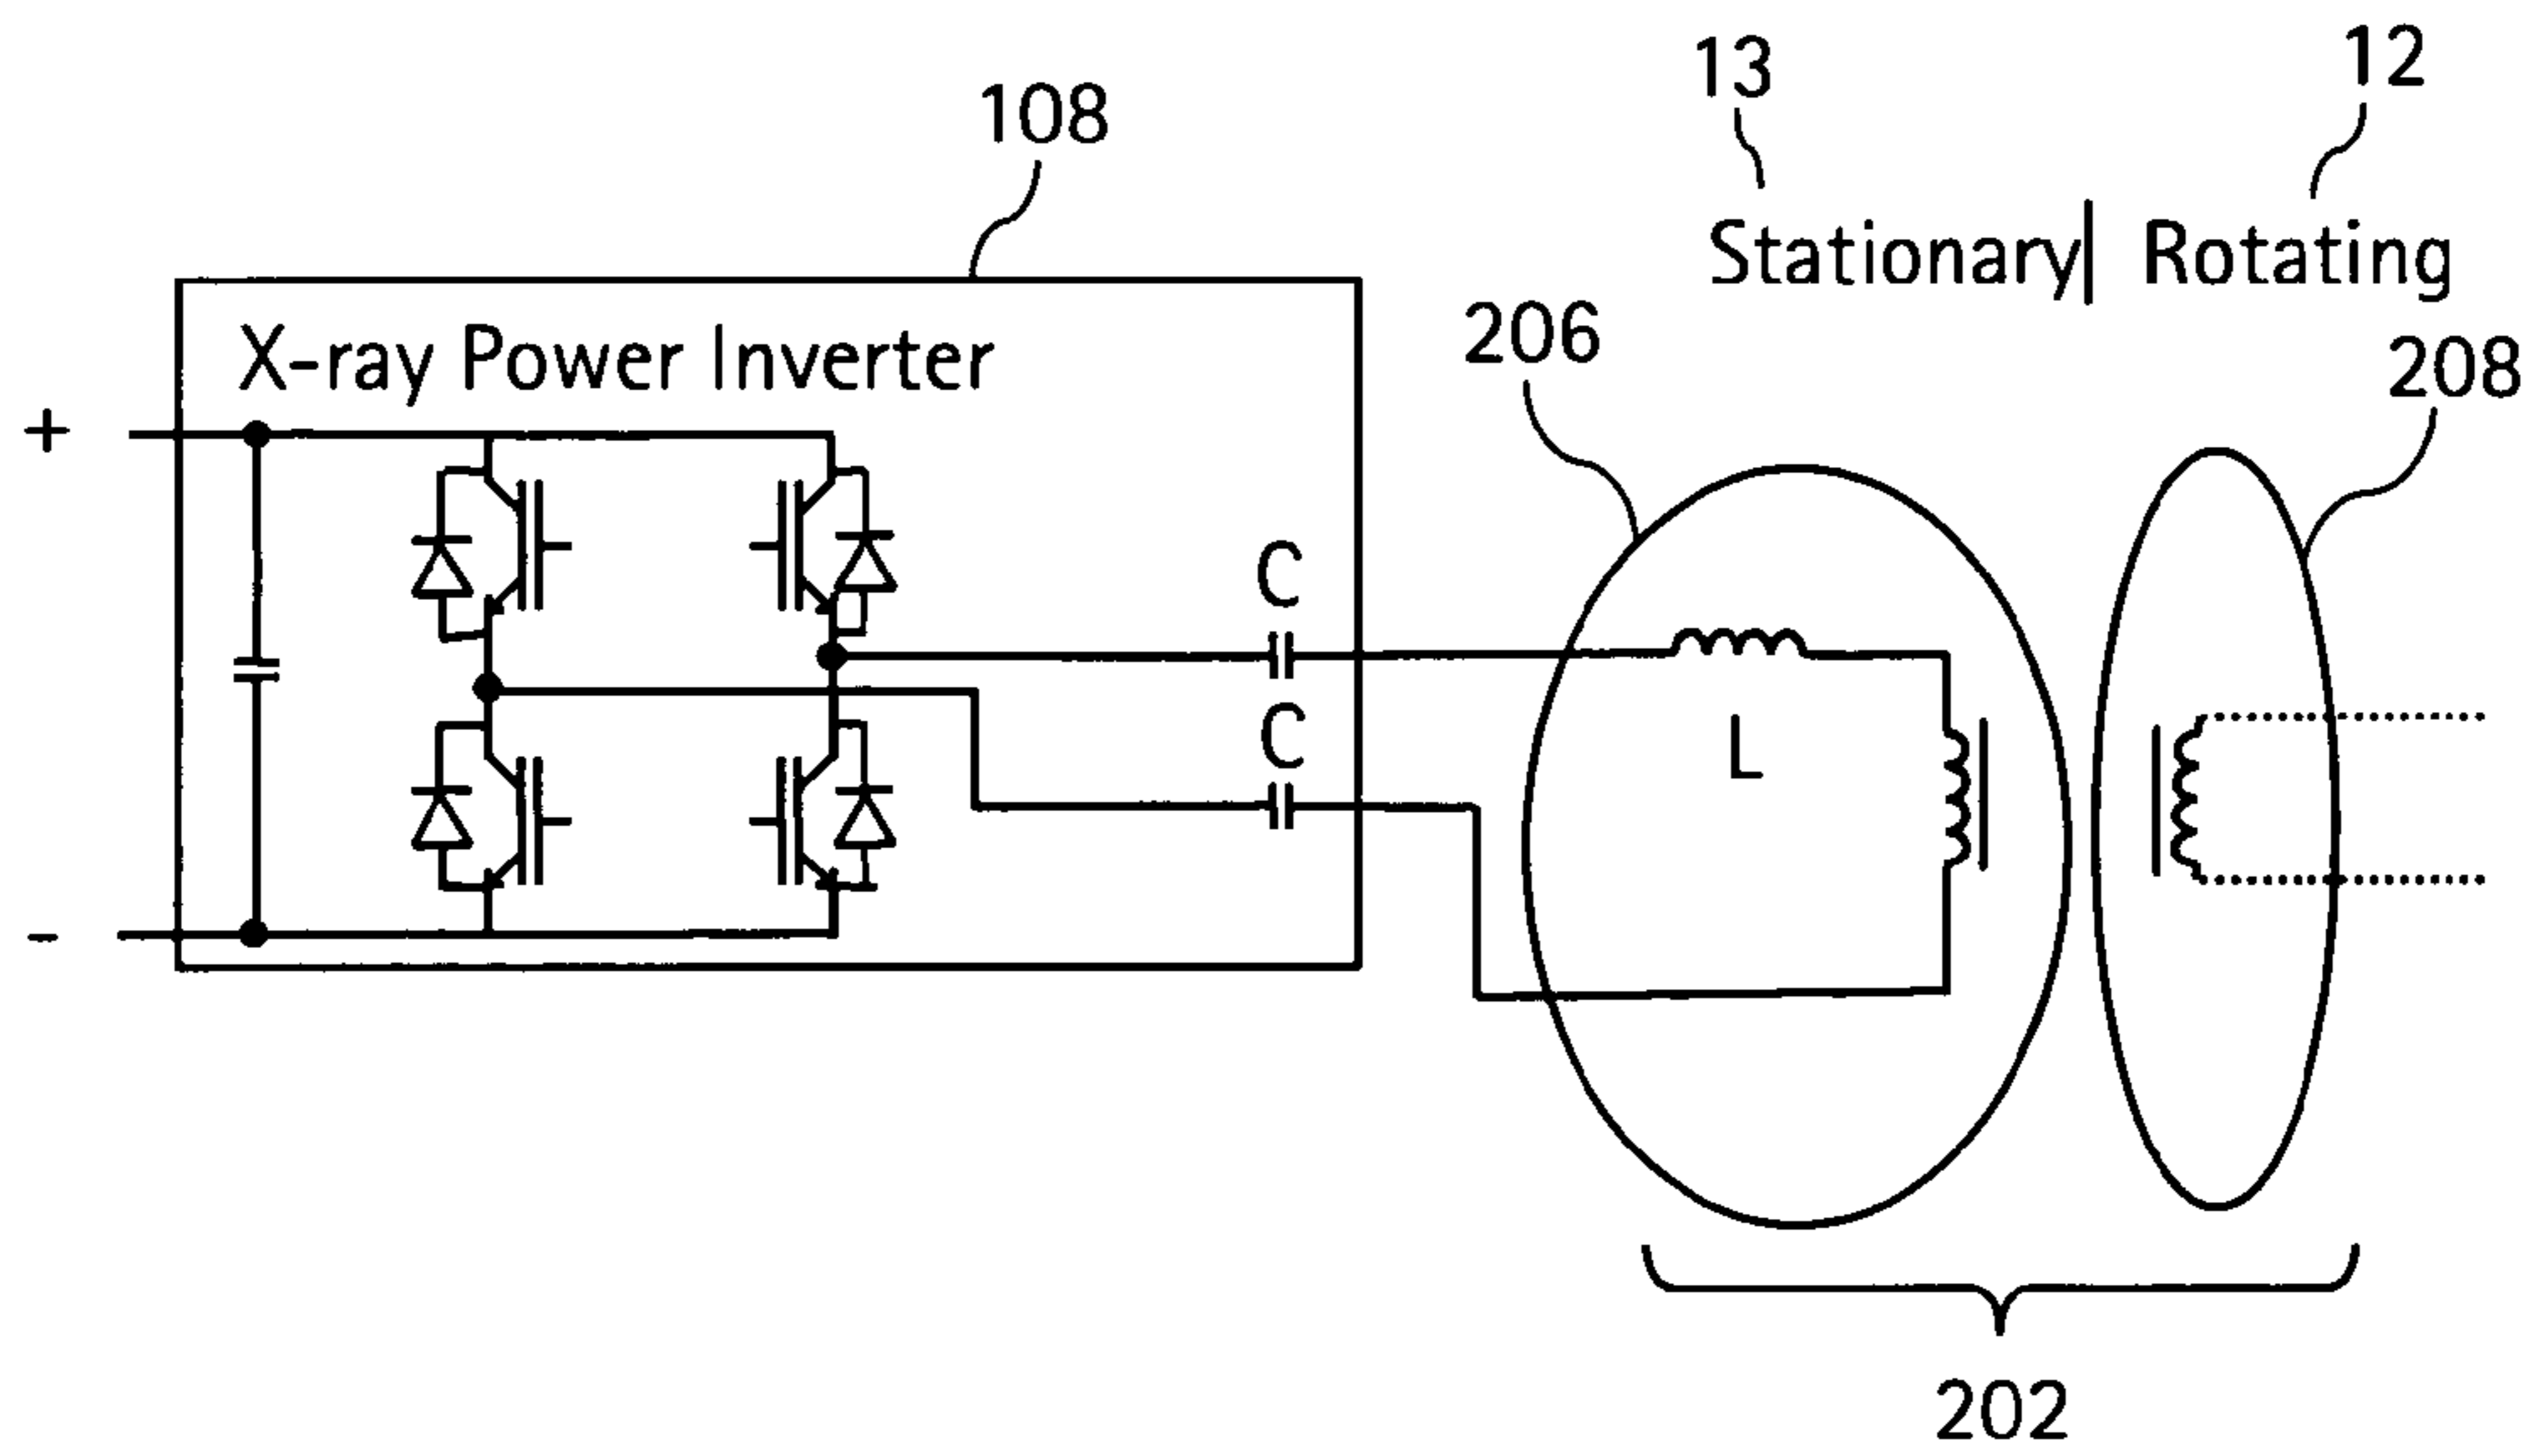 12
13
108
Stationary | Rotating
206
208
X-ray Power Inverter
+
C
C
L
-
202